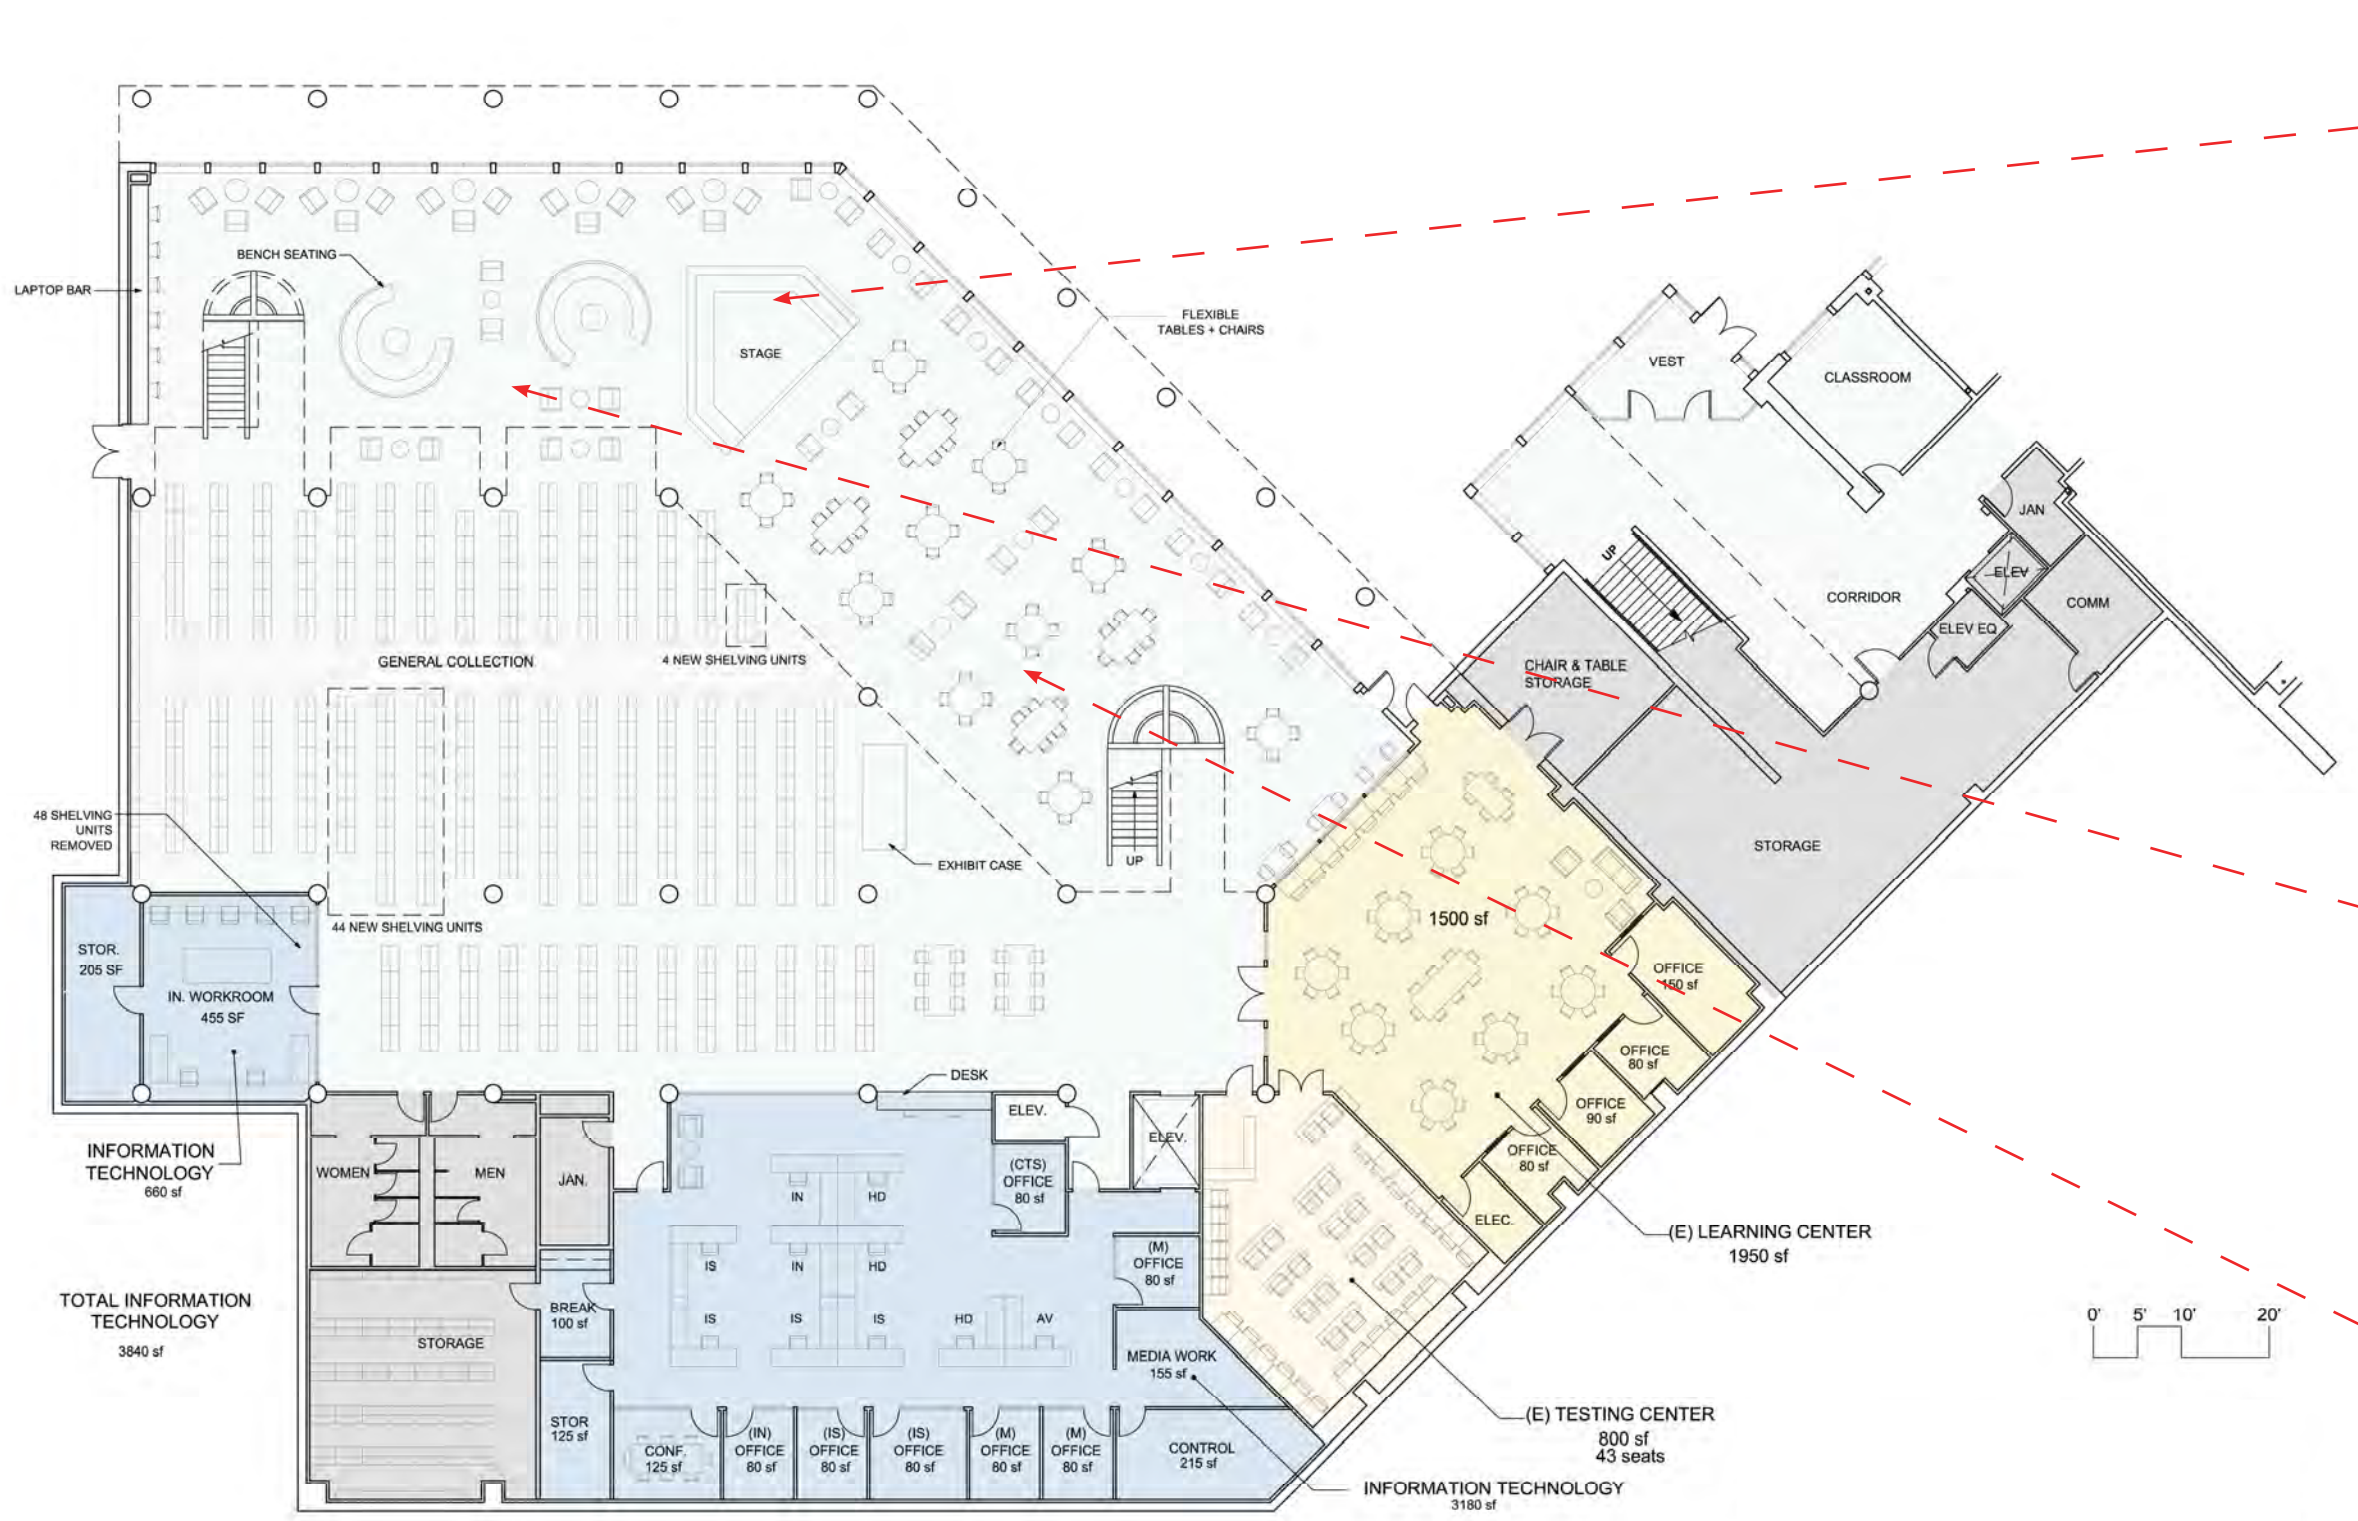 BENCH SEATING
LAPTOP BAR
STAGE
FLEXIBLE
TABLES + CHAIRS
VEST
CLASSROOM
JAN
ELEV
COMM
ELEV EQ
UP
CORRIDOR
CHAIR & TABLE
STORAGE
STORAGE
GENERAL COLLECTION
4 NEW SHELVING UNITS
48 SHELVING
UNITS
REMOVED
EXHIBIT CASE
UP
44 NEW SHELVING UNITS
STOR.
205 SF
IN. WORKROOM
455 SF
1500 sf
OFFICE
150 sf
OFFICE
80 sf
OFFICE
90 sf
OFFICE
80 sf
ELEC.
DESK
ELEV.
ELEV.
(CTS)
OFFICE
80 sf
INFORMATION
TECHNOLOGY
660 sf
WOMEN
MEN
JAN.
IN
HD
IS
IN
HD
IS
IS
IS
HD
AV
(M)
OFFICE
80 sf
(E) LEARNING CENTER
1950 sf
TOTAL INFORMATION
TECHNOLOGY
3840 sf
STORAGE
BREAK
100 sf
MEDIA WORK
155 sf
0' 5' 10' 20'
STOR
125 sf
CONF.
125 sf
(IN)
OFFICE
80 sf
(IS)
OFFICE
80 sf
(IS)
OFFICE
80 sf
(M)
OFFICE
80 sf
(M)
OFFICE
80 sf
CONTROL
215 sf
(E) TESTING CENTER
800 sf
43 seats
INFORMATION TECHNOLOGY
3180 sf